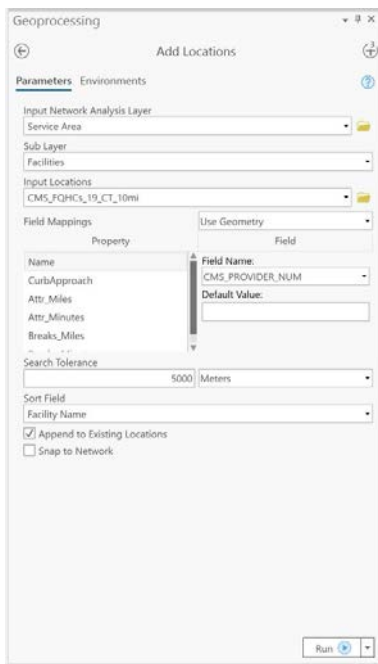 Geoprocessing
Add Locations
3
Parameters Environments
?
Input Network Analysis Layer
Service Area
Sub Layer
Facilities
Input Locations
CMS_FQHCs_19_CT_10mi
Field Mappings Use Geometry
Property Field
Name Field Name:
CurbApproach CMS_PROVIDER_NUM
Attr_Miles Default Value:
Attr_Minutes
Breaks_Miles
Search Tolerance
5000 Meters
Sort Field
Facility Name
Append to Existing Locations
Snap to Network
Run